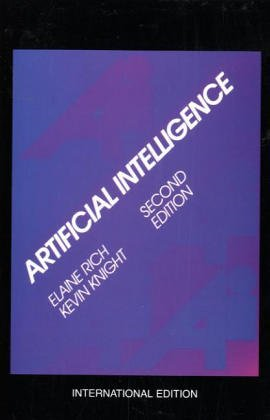 ARTIFICIAL INTELLIGENCE
SECOND
EDITION
ELAINE RICH
KEVIN KNIGHT
INTERNATIONAL EDITION